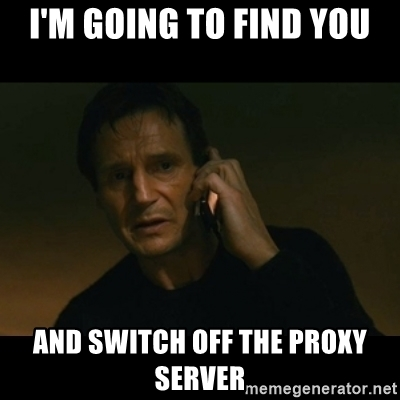 I'M GOING TO FIND YOU
AND SWITCH OFF THE PROXY
SERVER
memegenerator.net